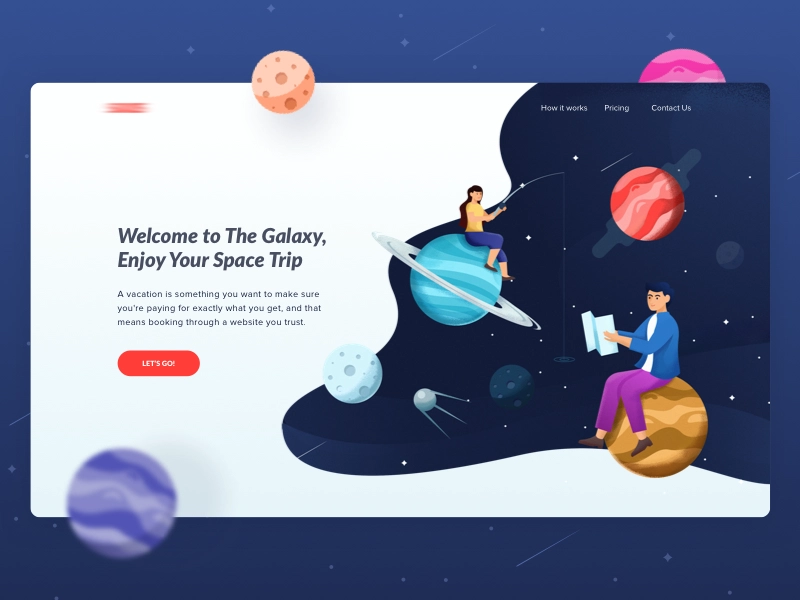 How it works
Pricing
Contact Us
Welcome to The Galaxy,
Enjoy Your Space Trip
A vacation is something you want to make sure
you're paying for exactly what you get, and that
means booking through a website you trust.
LET'S GO!